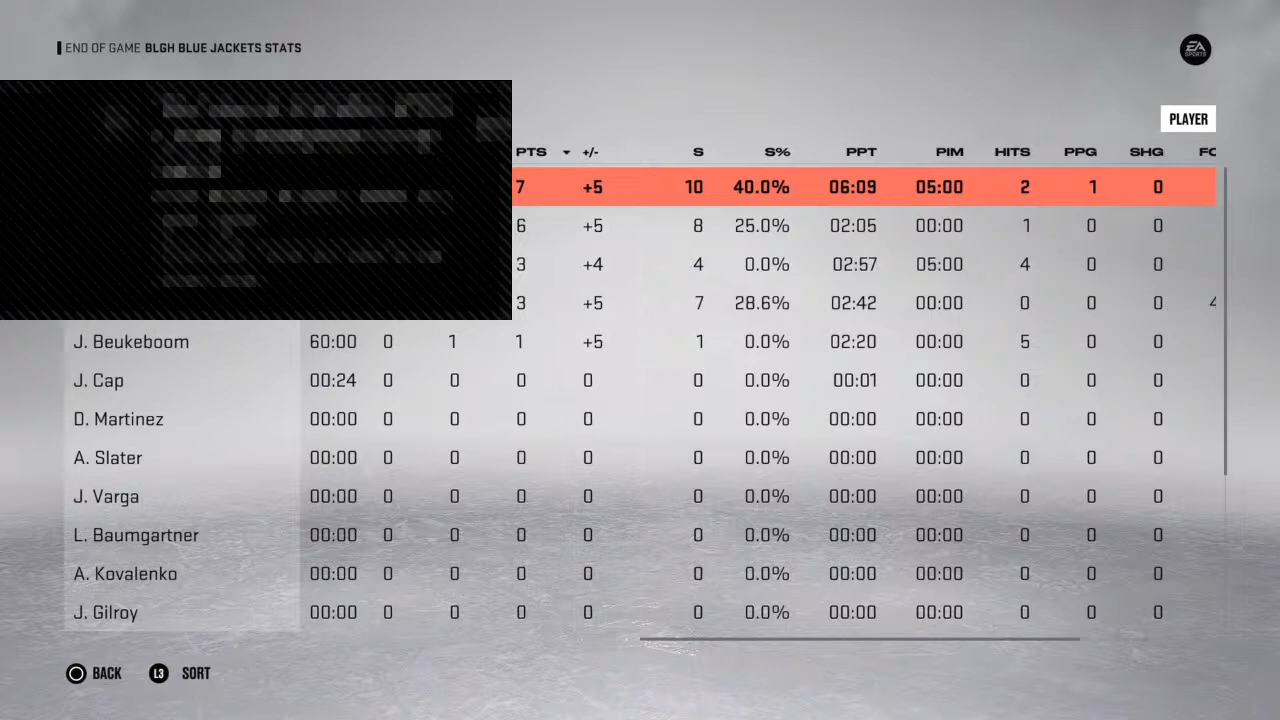 END OF GAME BLGH BLUE JACKETS STATS
EA SPORTS
PLAYER
PTS +/- S S% PPT PIM HITS PPG SHG
7 +5 10 40.0% 06:09 05:00 2 1 0
6 +5 8 25.0% 02:05 00:00 1 0 0
3 +4 4 0.0% 02:57 05:00 4 0 0
3 +5 7 28.6% 02:42 00:00 0 0 0
J. Beukeboom 60:00 0 1 1 +5 1 0.0% 02:20 00:00 5 0 0
J. Cap 00:24 0 0 0 0 0 0.0% 00:01 00:00 0 0 0
D. Martinez 00:00 0 0 0 0 0 0.0% 00:00 00:00 0 0 0
A. Slater 00:00 0 0 0 0 0 0.0% 00:00 00:00 0 0 0
J. Varga 00:00 0 0 0 0 0 0.0% 00:00 00:00 0 0 0
L. Baumgartner 00:00 0 0 0 0 0 0.0% 00:00 00:00 0 0 0
A. Kovalenko 00:00 0 0 0 0 0 0.0% 00:00 00:00 0 0 0
J. Gilroy 00:00 0 0 0 0 0 0.0% 00:00 00:00 0 0 0
BACK L3 SORT